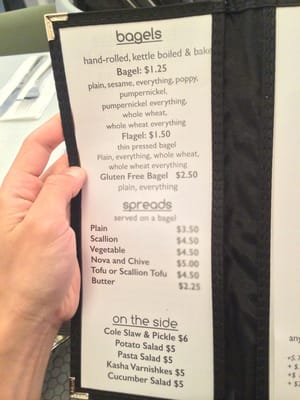 bagels
hand-rolled, kettle boiled & bake
Bagel: $1.25
plain, sesame, everything, poppy,
pumpernickel,
pumpernickel everything,
whole wheat,
whole wheat everything
Flagel: $1.50
thin pressed bagel
Plain, everything, whole wheat,
whole wheat everything
Gluten Free Bagel $2.50
plain, everything
spreads
served on a bagel
Plain $3.50
Scallion $4.50
Vegetable $4.50
Nova and Chive $5.00
Tofu or Scallion Tofu $4.50
Butter $2.25
on the side
Cole Slaw & Pickle $6
Potato Salad $5
Pasta Salad $5
Kasha Varnishkes $5
Cucumber Salad $5